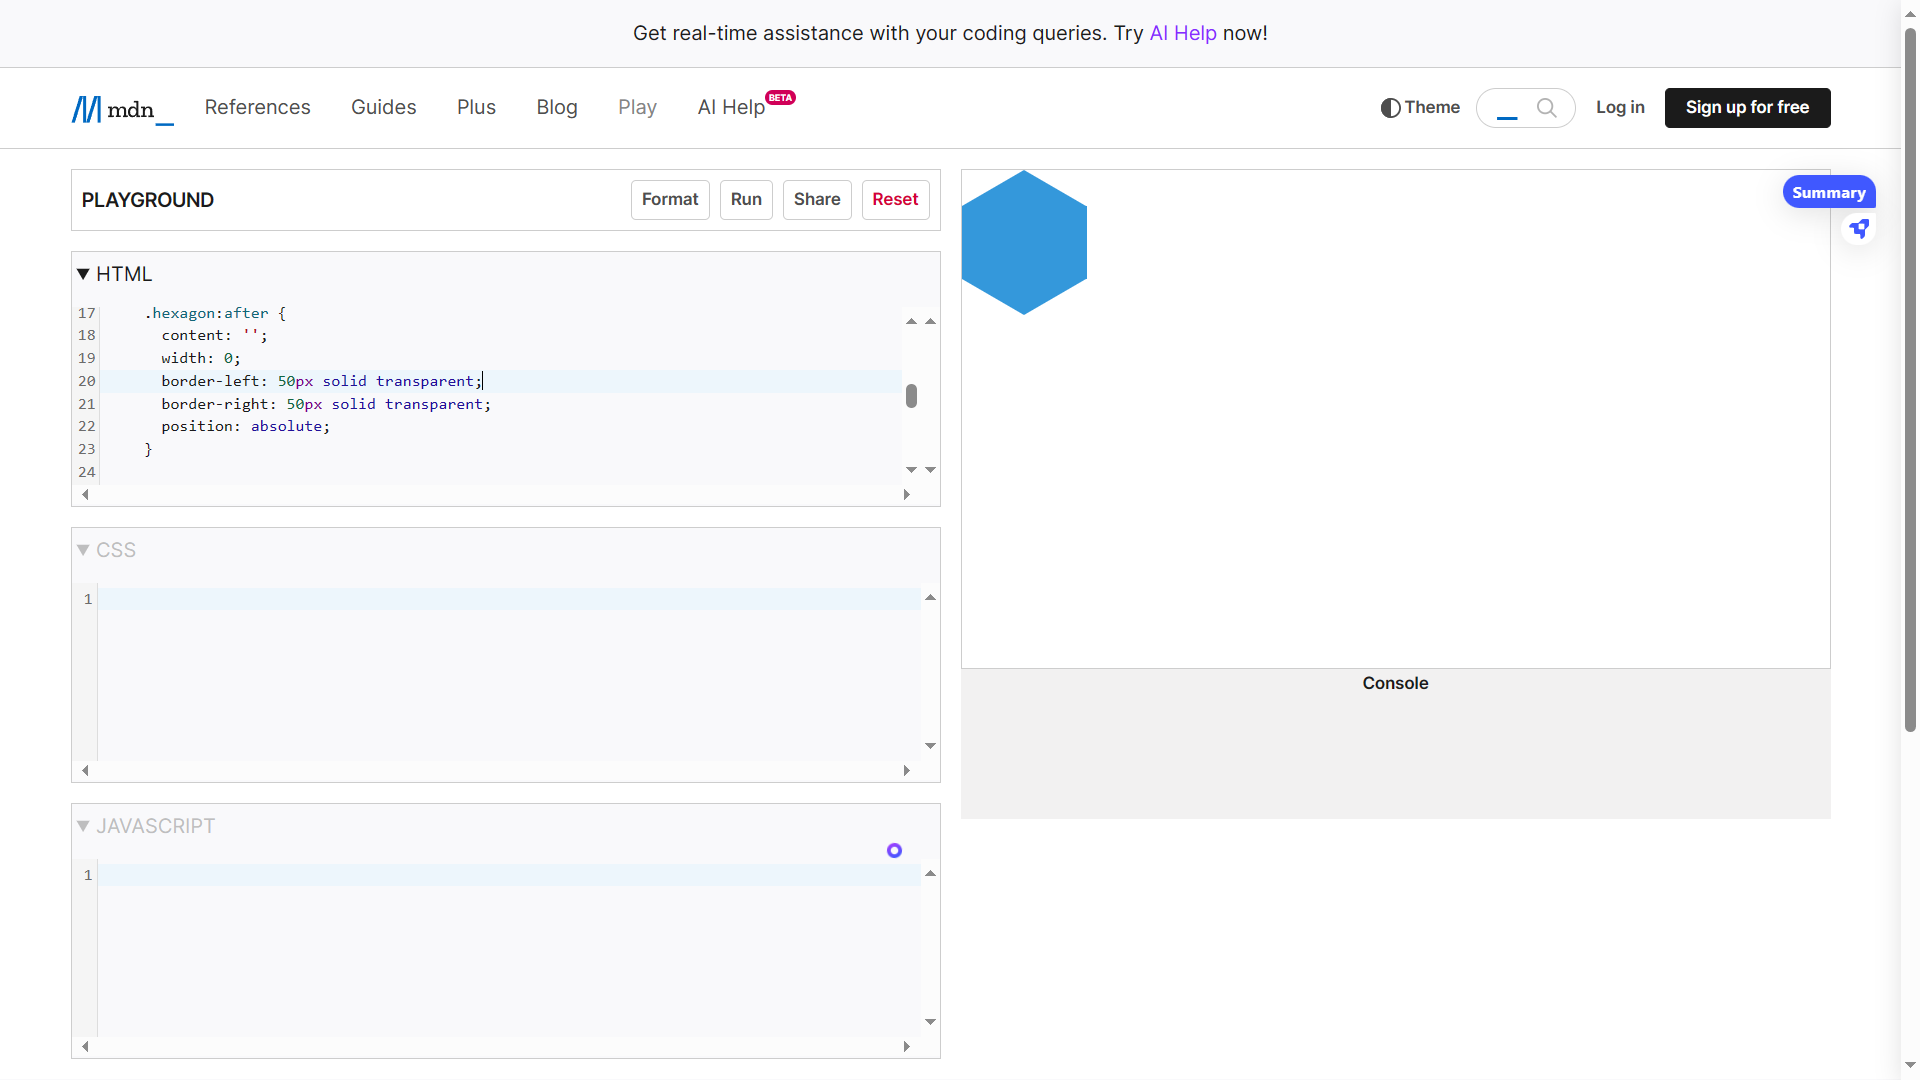 Get real-time assistance with your coding queries. Try AI Help now!
mdn_ References Guides Plus Blog Play AI Help BETA Theme Log in Sign up for free
PLAYGROUND Format Run Share Reset
HTML
17 .hexagon:after {
18 content: '';
19 width: 0;
20 border-left: 50px solid transparent;
21 border-right: 50px solid transparent;
22 position: absolute;
23 }
24
CSS
1
JAVASCRIPT
1
Summary
Console